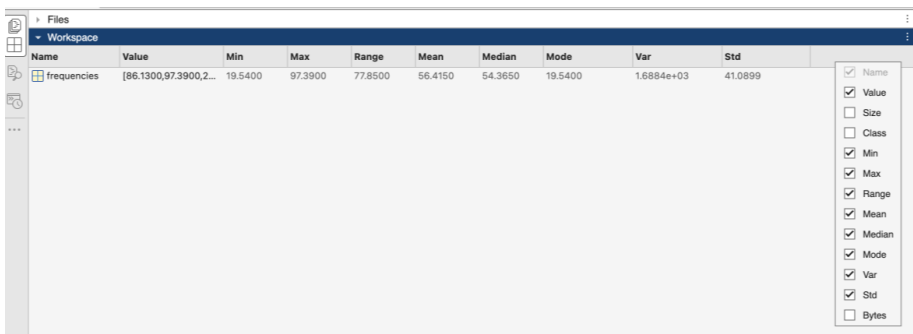 Files
Workspace
Name Value Min Max Range Mean Median Mode Var Std
frequencies [86.1300,97.3900,2... 19.5400 97.3900 77.8500 56.4150 54.3650 19.5400 1.6884e+03 41.0899
Name
Value
Size
Class
Min
Max
Range
Mean
Median
Mode
Var
Std
Bytes